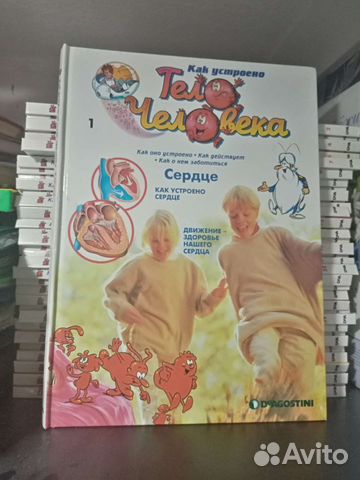 Как устроено
Тело
Человека
1
Как оно устроено • Как действует
• Как о нем заботиться
Сердце
КАК УСТРОЕНО
СЕРДЦЕ
ДВИЖЕНИЕ –
ЗДОРОВЬЕ
НАШЕГО
СЕРДЦА
DEAGOSTINI
Avito